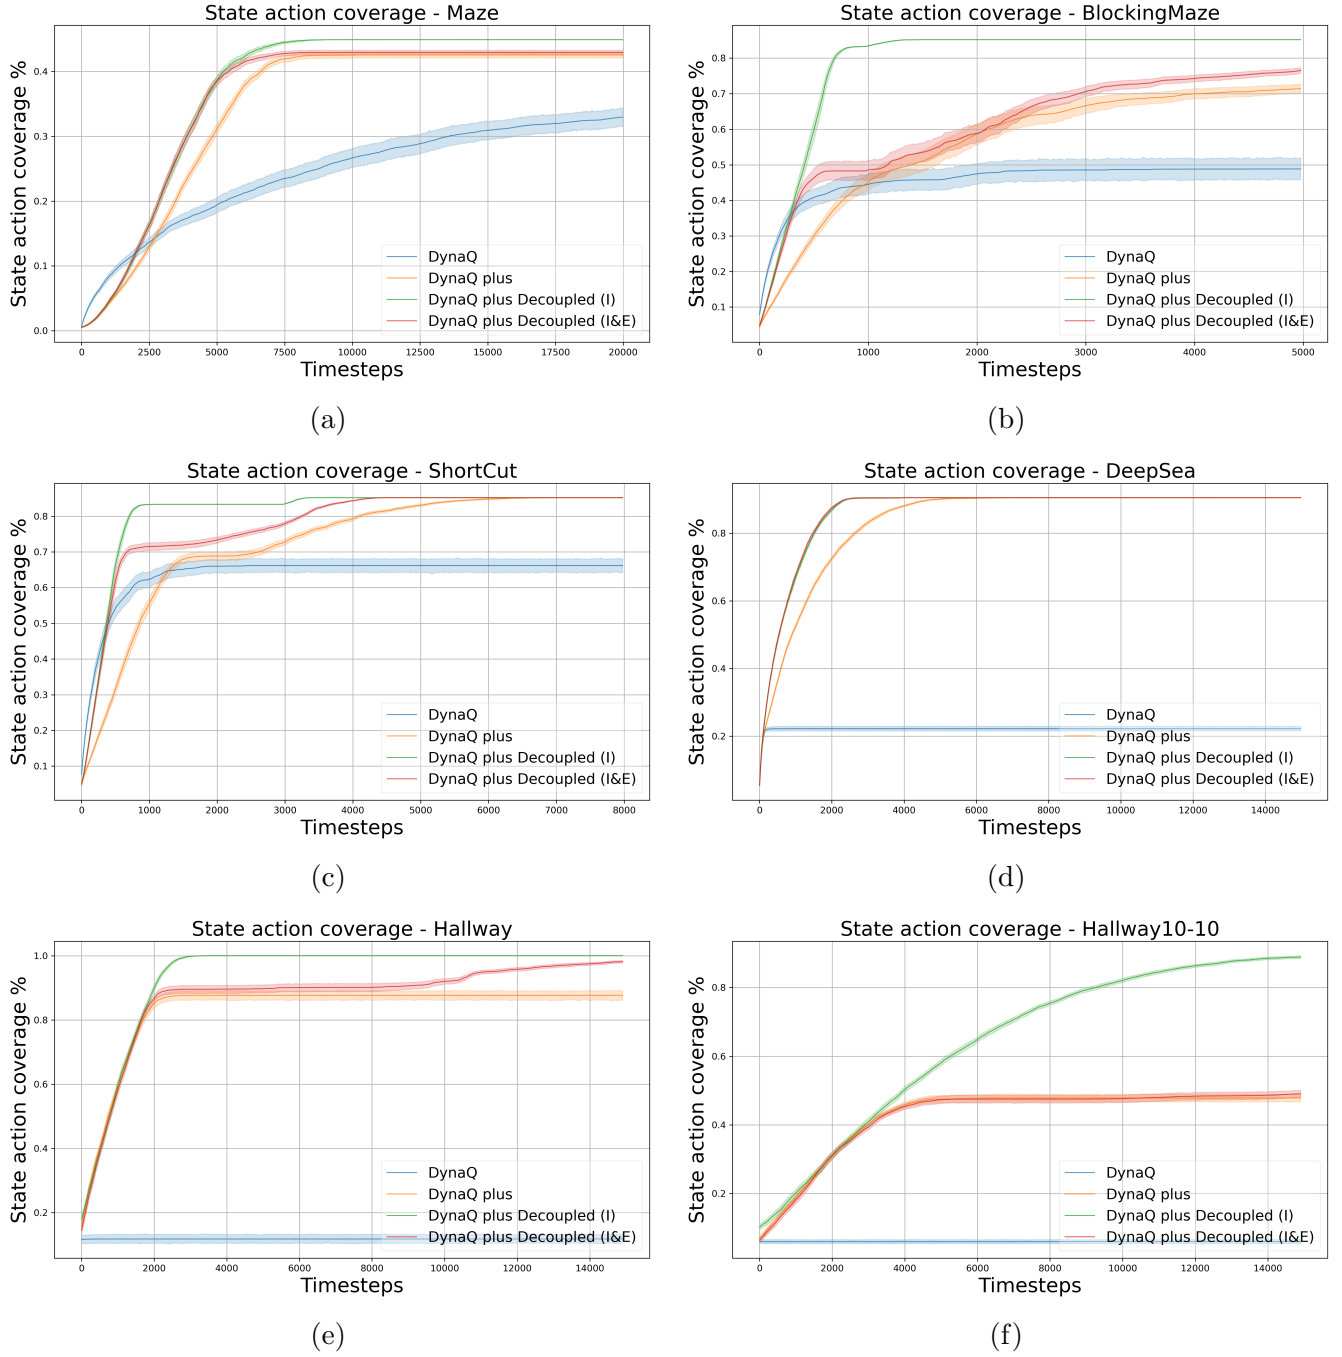 State action coverage - Maze
State action coverage %
0.4
0.3
0.2
0.1
0.0
DynaQ
DynaQ plus
DynaQ plus Decoupled (I)
DynaQ plus Decoupled (I&E)
0 2500 5000 7500 10000 12500 15000 17500 20000
Timesteps
(a)
State action coverage - BlockingMaze
State action coverage %
0.8
0.7
0.6
0.5
0.4
0.3
0.2
0.1
DynaQ
DynaQ plus
DynaQ plus Decoupled (I)
DynaQ plus Decoupled (I&E)
0 1000 2000 3000 4000 5000
Timesteps
(b)
State action coverage - ShortCut
State action coverage %
0.8
0.7
0.6
0.5
0.4
0.3
0.2
0.1
DynaQ
DynaQ plus
DynaQ plus Decoupled (I)
DynaQ plus Decoupled (I&E)
0 1000 2000 3000 4000 5000 6000 7000 8000
Timesteps
(c)
State action coverage - DeepSea
State action coverage %
0.8
0.6
0.4
0.2
DynaQ
DynaQ plus
DynaQ plus Decoupled (I)
DynaQ plus Decoupled (I&E)
0 2000 4000 6000 8000 10000 12000 14000
Timesteps
(d)
State action coverage - Hallway
State action coverage %
1.0
0.8
0.6
0.4
0.2
DynaQ
DynaQ plus
DynaQ plus Decoupled (I)
DynaQ plus Decoupled (I&E)
0 2000 4000 6000 8000 10000 12000 14000
Timesteps
(e)
State action coverage - Hallway10-10
State action coverage %
0.8
0.6
0.4
0.2
DynaQ
DynaQ plus
DynaQ plus Decoupled (I)
DynaQ plus Decoupled (I&E)
0 2000 4000 6000 8000 10000 12000 14000
Timesteps
(f)